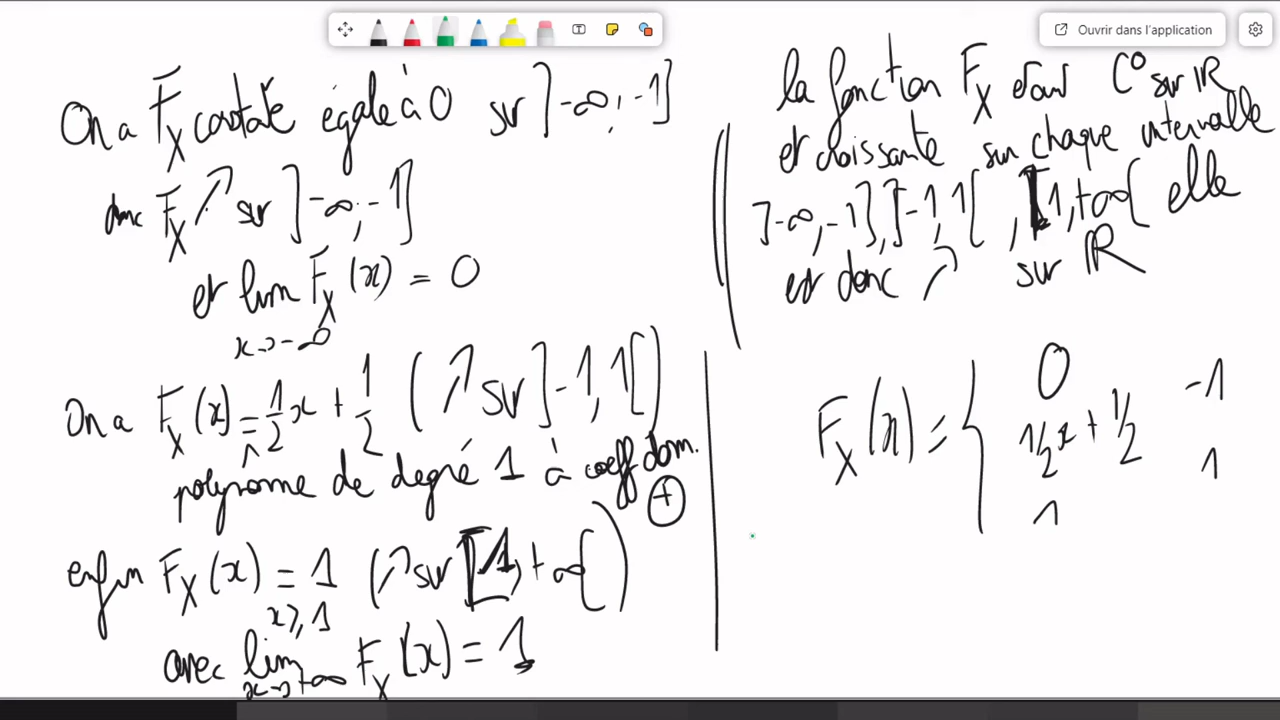 Ouvrir dans l'application
On a F_X constante égale à 0 sur ]-∞, -1]
donc F_X ↗ sur ]-∞, -1]
et lim F_X(x) = 0
x→-∞
On a F_X(x) = 1/2 x + 1/2 (↗ sur ]-1, 1[)
polynome de degré 1 à coeff dom.
+
enfin F_X(x) = 1 (↗ sur [1, +∞[)
x≥1
avec lim F_X(x) = 1
x→+∞
la fonction F_X étant C⁰ sur ℝ
et croissante sur chaque intervalle
]-∞, -1], ]-1, 1[, [1, +∞[ elle
est donc ↗ sur ℝ
F_X(x) = {
0
-1
1/2 x + 1/2
1
1